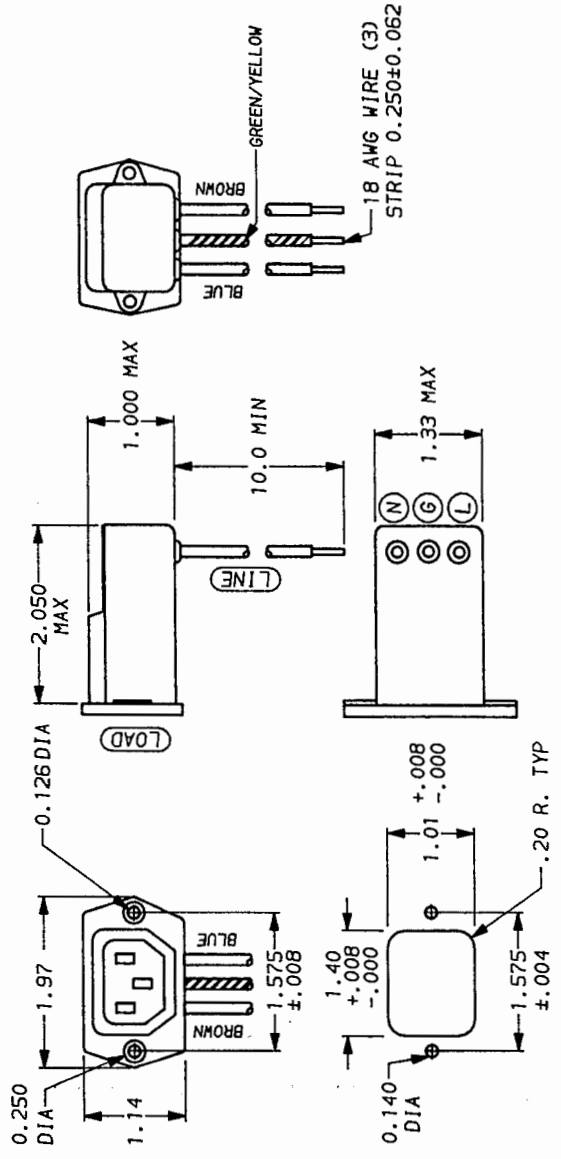 0.250
DIA
1.97
0.126 DIA
1.14
BROWN
BLUE
1.575
±.008
2.050
MAX
1.000 MAX
LOAD
LINE
10.0 MIN
BLUE
BROWN
GREEN/YELLOW
18 AWG WIRE (3)
STRIP 0.250±0.062
0.140
DIA
1.40
+.008
-.000
1.01 +.008
-.000
.20 R. TYP
1.575
±.004
N
G
L
1.33 MAX